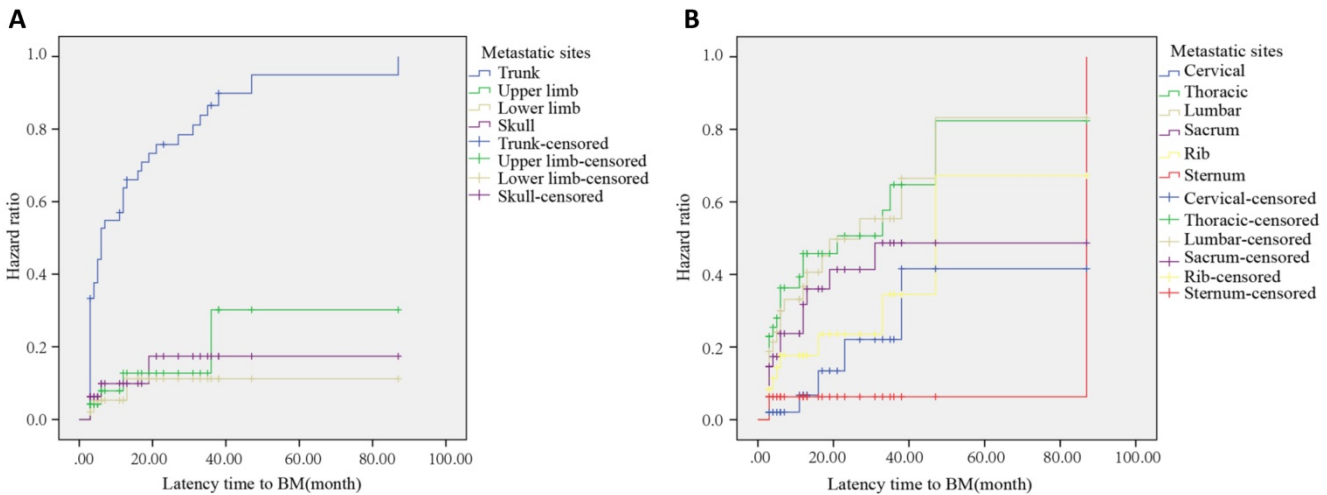 A
Hazard ratio
1.0
0.8
0.6
0.4
0.2
0.0
.00 20.00 40.00 60.00 80.00 100.00
Latency time to BM(month)
Metastatic sites
Trunk
Upper limb
Lower limb
Skull
Trunk-censored
Upper limb-censored
Lower limb-censored
Skull-censored
B
Hazard ratio
1.0
0.8
0.6
0.4
0.2
0.0
.00 20.00 40.00 60.00 80.00 100.00
Latency time to BM(month)
Metastatic sites
Cervical
Thoracic
Lumbar
Sacrum
Rib
Sternum
Cervical-censored
Thoracic-censored
Lumbar-censored
Sacrum-censored
Rib-censored
Sternum-censored